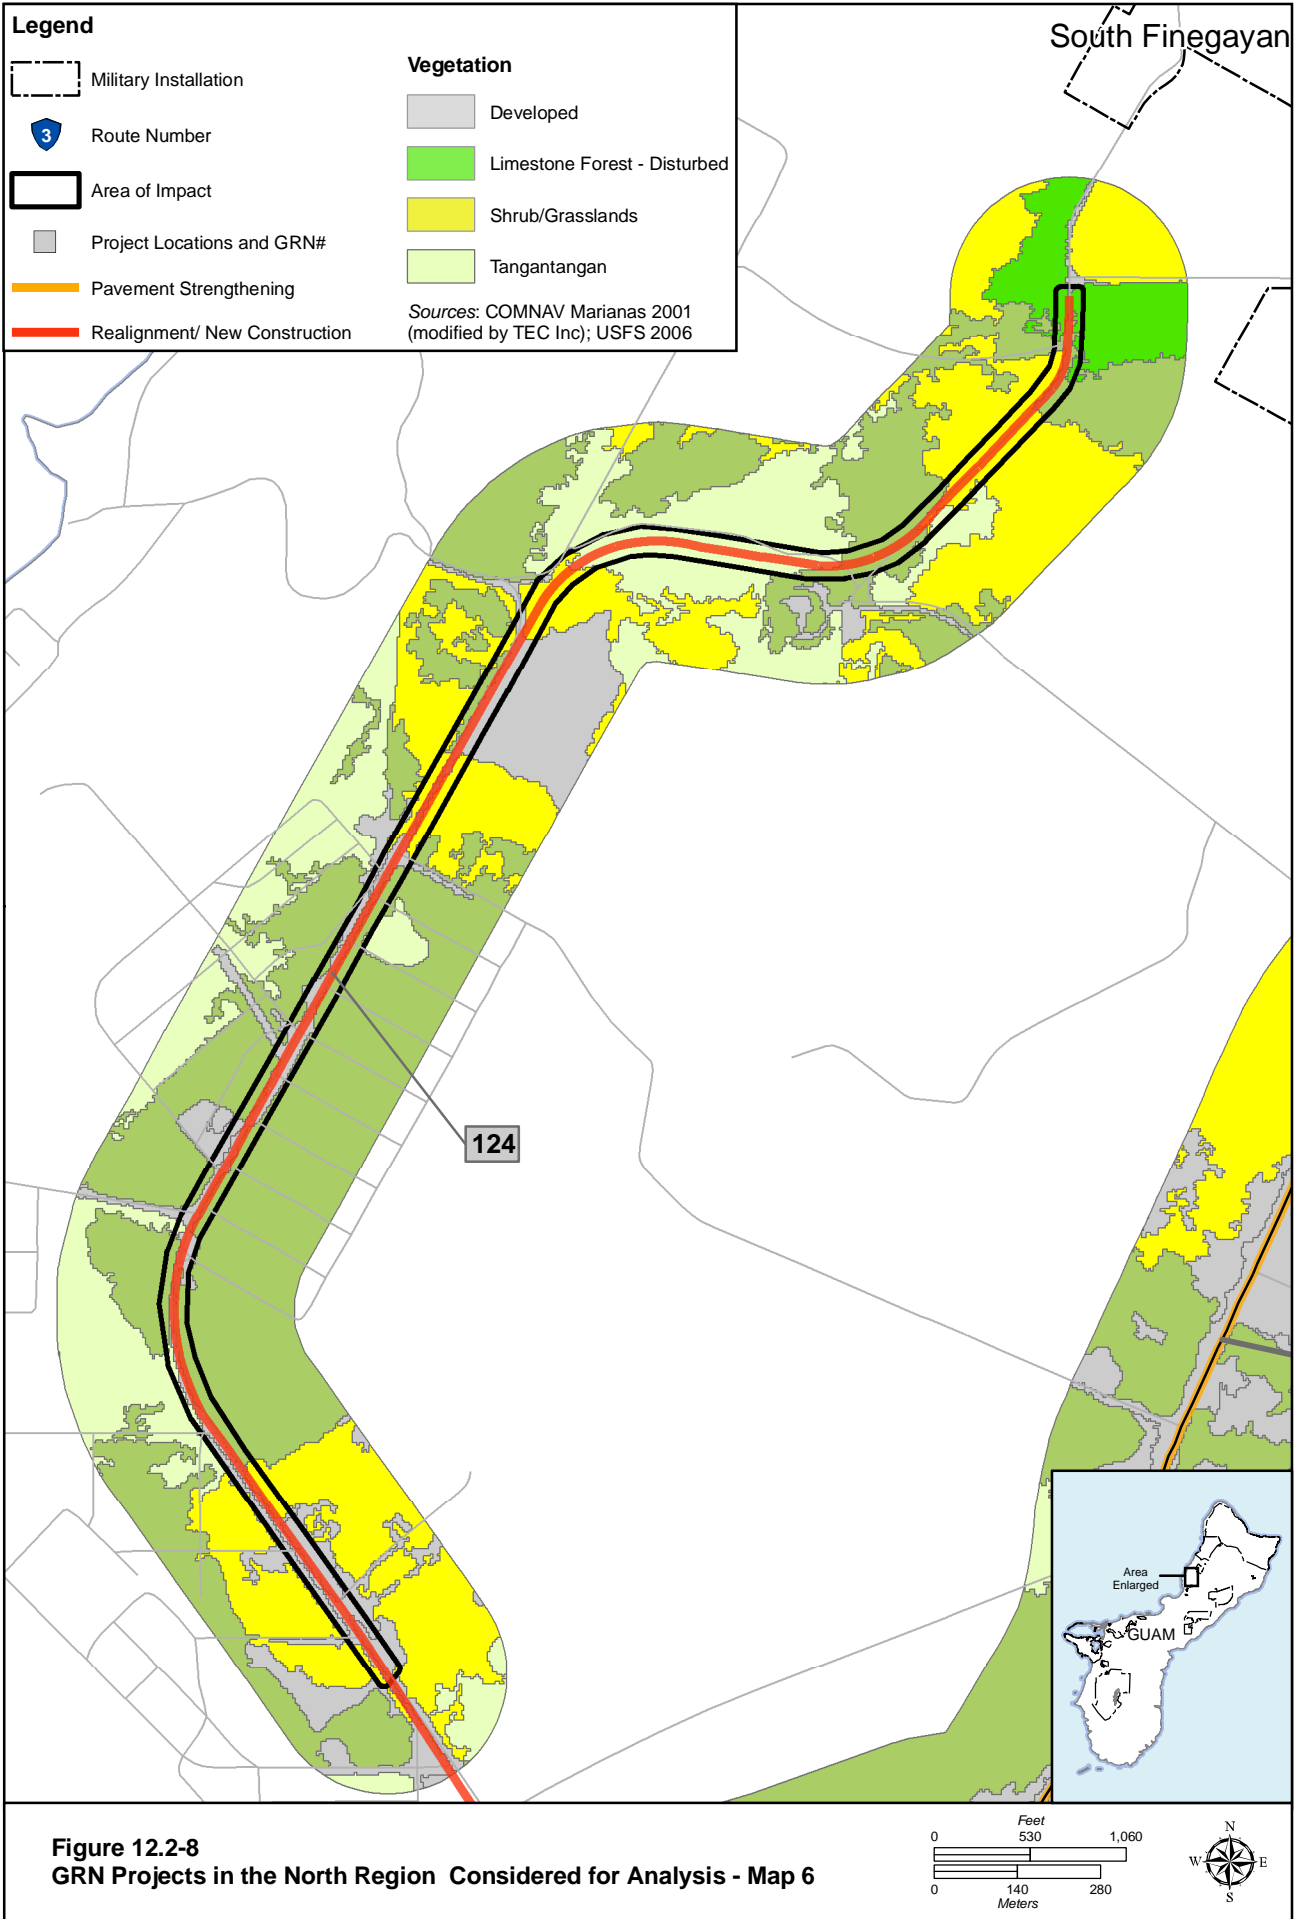 Legend
Military Installation
3
Route Number
Area of Impact
Project Locations and GRN#
Pavement Strengthening
Realignment/ New Construction
Vegetation
Developed
Limestone Forest - Disturbed
Shrub/Grasslands
Tangantangan
Sources: COMNAV Marianas 2001
(modified by TEC Inc); USFS 2006
South Finegayan
124
Area
Enlarged
GUAM
Figure 12.2-8
GRN Projects in the North Region Considered for Analysis - Map 6
Feet
0 530 1,060
0 140 280
Meters
N
W E
S